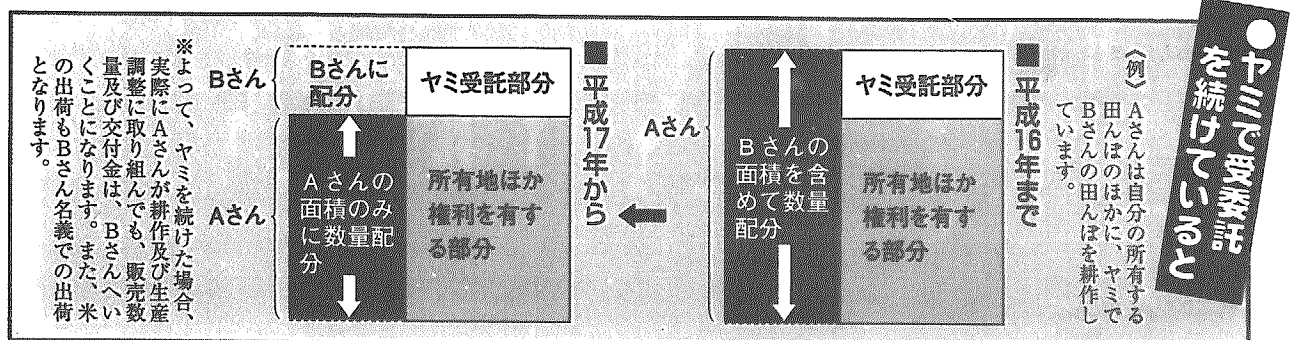 ●ヤミで受委託
を続けていると
〈例〉Aさんは自分の所有する
田んぼのほかに、ヤミで
Bさんの田んぼを耕作し
ています。
■平成16年まで
ヤミ受託部分
所有地ほか
権利を有す
る部分
Bさんの
面積を含
めて数量
配分
Aさん
■平成17年から
ヤミ受託部分
所有地ほか
権利を有す
る部分
Bさんに
配分
Aさんの
面積のみ
に数量配
分
Bさん
Aさん
※よって、ヤミを続けた場合、
実際にAさんが耕作及び生産
調整に取り組んでも、販売数
量及び交付金は、Bさんへい
くことになります。また、米
の出荷もBさん名義での出荷
となります。